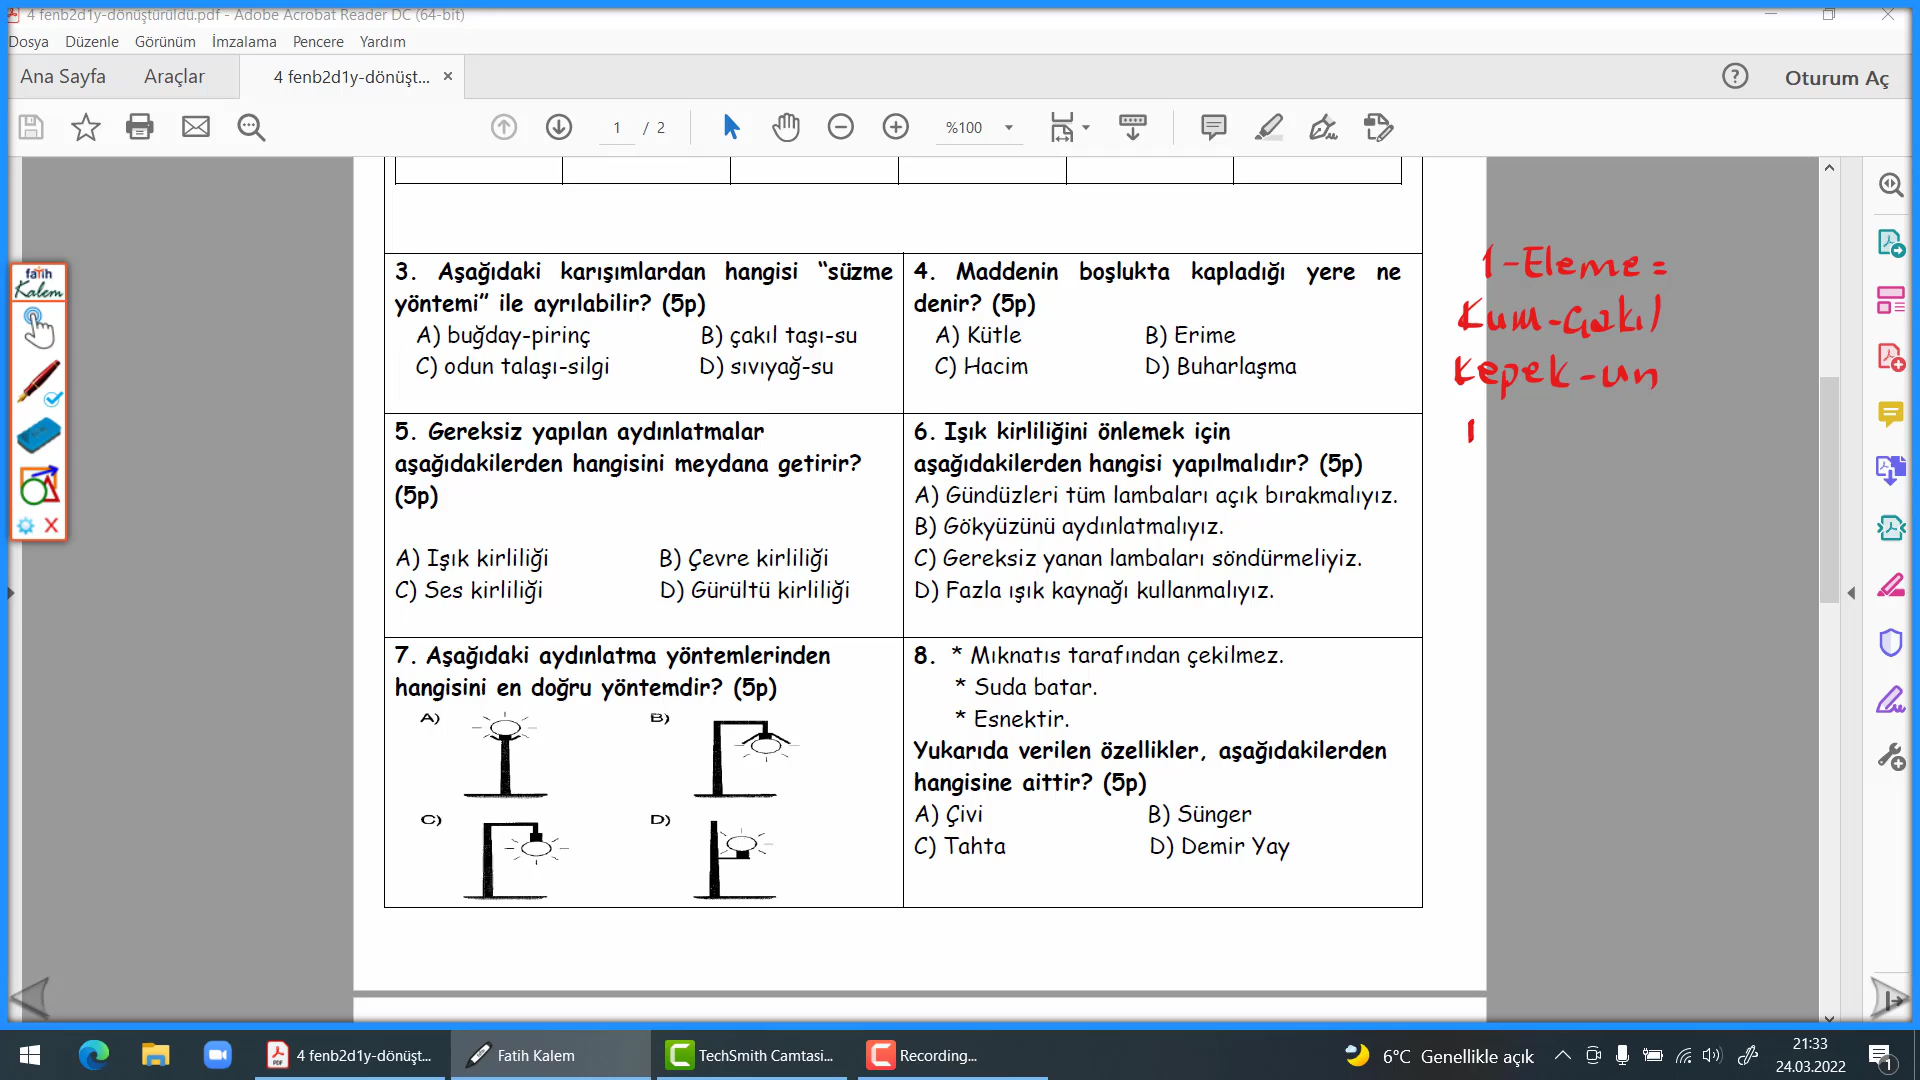 4 fenb2d1y-dönüştürüldü.pdf - Adobe Acrobat Reader DC (64-bit)
Dosya Düzenle Görünüm İmzalama Pencere Yardım
Ana Sayfa Araçlar 4 fenb2d1y-dönüşt... × Oturum Aç
1 / 2 %100
3. Aşağıdaki karışımlardan hangisi “süzme
yöntemi” ile ayrılabilir? (5p)
A) buğday-pirinç B) çakıl taşı-su
C) odun talaşı-silgi D) sıvıyağ-su
4. Maddenin boşlukta kapladığı yere ne
denir? (5p)
A) Kütle B) Erime
C) Hacim D) Buharlaşma
5. Gereksiz yapılan aydınlatmalar
aşağıdakilerden hangisini meydana getirir?
(5p)
A) Işık kirliliği B) Çevre kirliliği
C) Ses kirliliği D) Gürültü kirliliği
6. Işık kirliliğini önlemek için
aşağıdakilerden hangisi yapılmalıdır? (5p)
A) Gündüzleri tüm lambaları açık bırakmalıyız.
B) Gökyüzünü aydınlatmalıyız.
C) Gereksiz yanan lambaları söndürmeliyiz.
D) Fazla ışık kaynağı kullanmalıyız.
7. Aşağıdaki aydınlatma yöntemlerinden
hangisini en doğru yöntemdir? (5p)
A) B)
C) D)
8. * Mıknatıs tarafından çekilmez.
* Suda batar.
* Esnektir.
Yukarıda verilen özellikler, aşağıdakilerden
hangisine aittir? (5p)
A) Çivi B) Sünger
C) Tahta D) Demir Yay
1-Eleme =
Kum-Çakıl
Kepek-un
fatih
Kalem
4 fenb2d1y-dönüşt... Fatih Kalem TechSmith Camtasi... Recording... 6°C Genellikle açık 21:33
24.03.2022 1